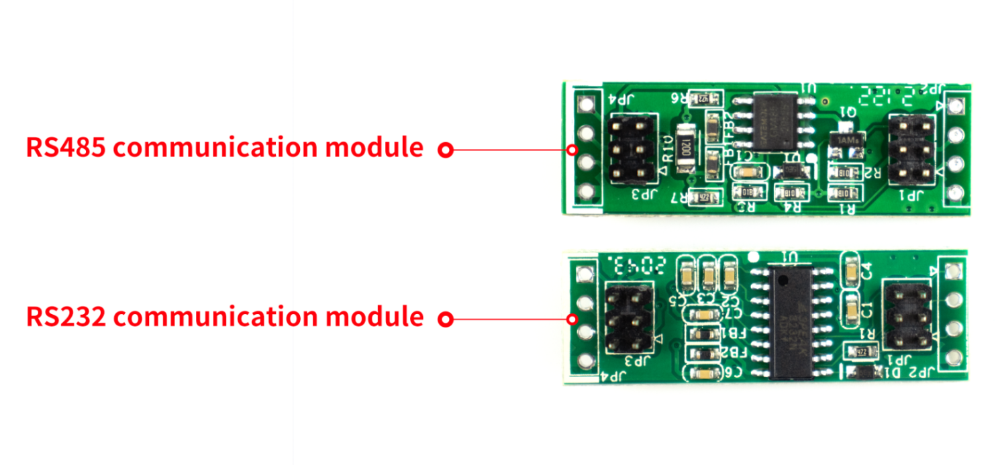 RS485 communication module
RS232 communication module
JP4
R6
U1
JP2
Q1
FB2
R10
1200
FB1
C1
D1
R2
JP3
R7
R3
R4
R1
JP1
2043.
U1
C4
C5
C3
C2
C7
C1
FB1
R1
FB2
JP3
JP1
C6
D1
JP2
JP4